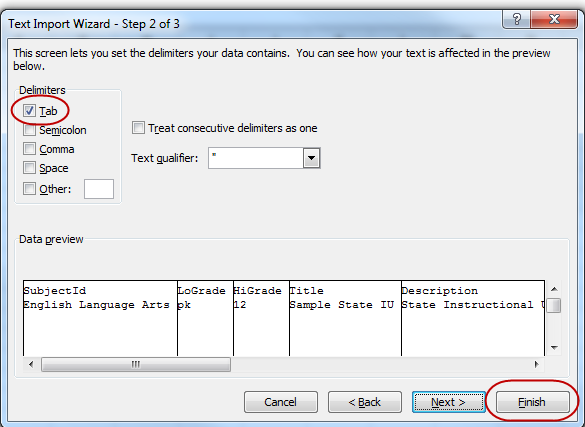 Text Import Wizard - Step 2 of 3
?
This screen lets you set the delimiters your data contains.  You can see how your text is affected in the preview
below.
Delimiters
Tab
Semicolon
Comma
Space
Other:
Treat consecutive delimiters as one
Text qualifier: "
Data preview
SubjectId LoGrade HiGrade Title Description
English Language Arts pk 12 Sample State IU State Instructional
Cancel < Back Next > Finish